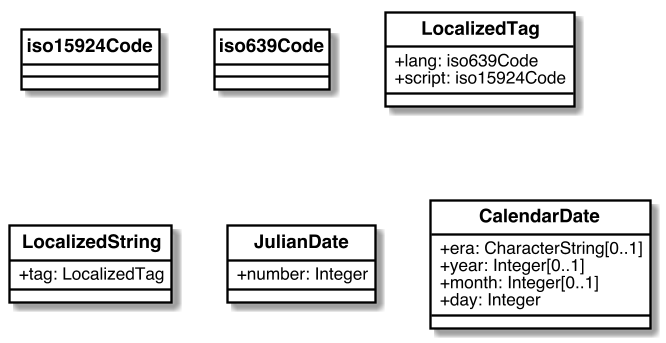 iso15924Code
iso639Code
LocalizedTag
+lang: iso639Code
+script: iso15924Code
LocalizedString
+tag: LocalizedTag
JulianDate
+number: Integer
CalendarDate
+era: CharacterString[0..1]
+year: Integer[0..1]
+month: Integer[0..1]
+day: Integer